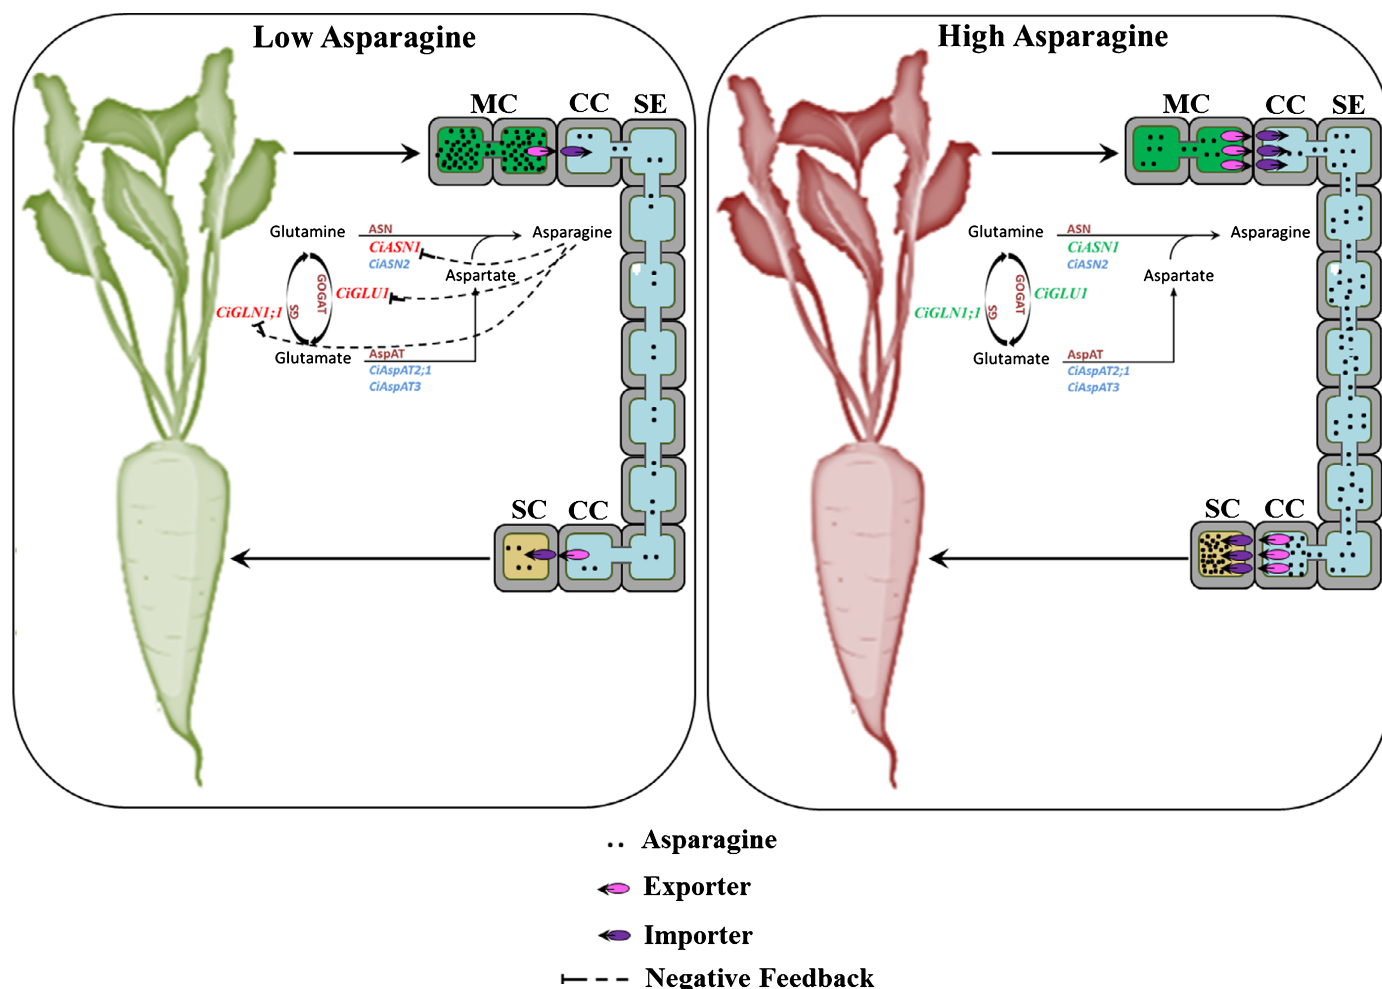 Low Asparagine
MC CC SE
Glutamine
ASN
CiASN1
CiASN2
Asparagine
Aspartate
GOGAT
GS
CiGLU1
CiGLN1;1
Glutamate
AspAT
CiAspAT2;1
CiAspAT3
SC CC
High Asparagine
MC CC SE
Glutamine
ASN
CiASN1
CiASN2
Asparagine
Aspartate
GOGAT
GS
CiGLU1
CiGLN1;1
Glutamate
AspAT
CiAspAT2;1
CiAspAT3
SC CC
Asparagine
Exporter
Importer
Negative Feedback